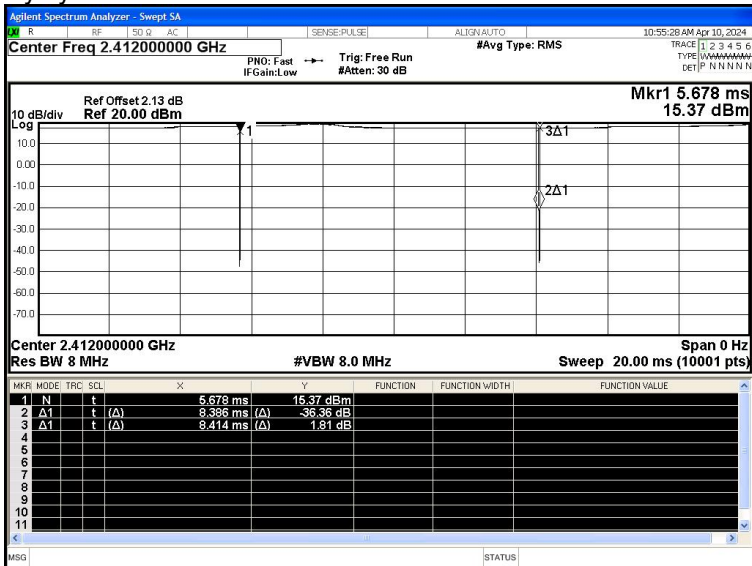 Agilent Spectrum Analyzer - Swept SA
R RF 50 Ω AC SENSE:PULSE ALIGN AUTO 10:55:28 AM Apr 10, 2024
Center Freq 2.412000000 GHz #Avg Type: RMS TRACE 1 2 3 4 5 6
PNO: Fast Trig: Free Run TYPE WWWWWW
IFGain:Low #Atten: 30 dB DET P N N N N N
Mkr1 5.678 ms
Ref Offset 2.13 dB
10 dB/div Ref 20.00 dBm 15.37 dBm
Log
1 3Δ1
10.0
0.00
-10.0
2Δ1
-20.0
-30.0
-40.0
-50.0
-60.0
-70.0
Center 2.412000000 GHz Span 0 Hz
Res BW 8 MHz #VBW 8.0 MHz Sweep 20.00 ms (10001 pts)
MKR MODE TRC SCL X Y FUNCTION FUNCTION WIDTH FUNCTION VALUE
1 N t 5.678 ms 15.37 dBm
2 Δ1 t (Δ) 8.386 ms (Δ) -36.36 dB
3 Δ1 t (Δ) 8.414 ms (Δ) 1.81 dB
4
5
6
7
8
9
10
11
MSG STATUS